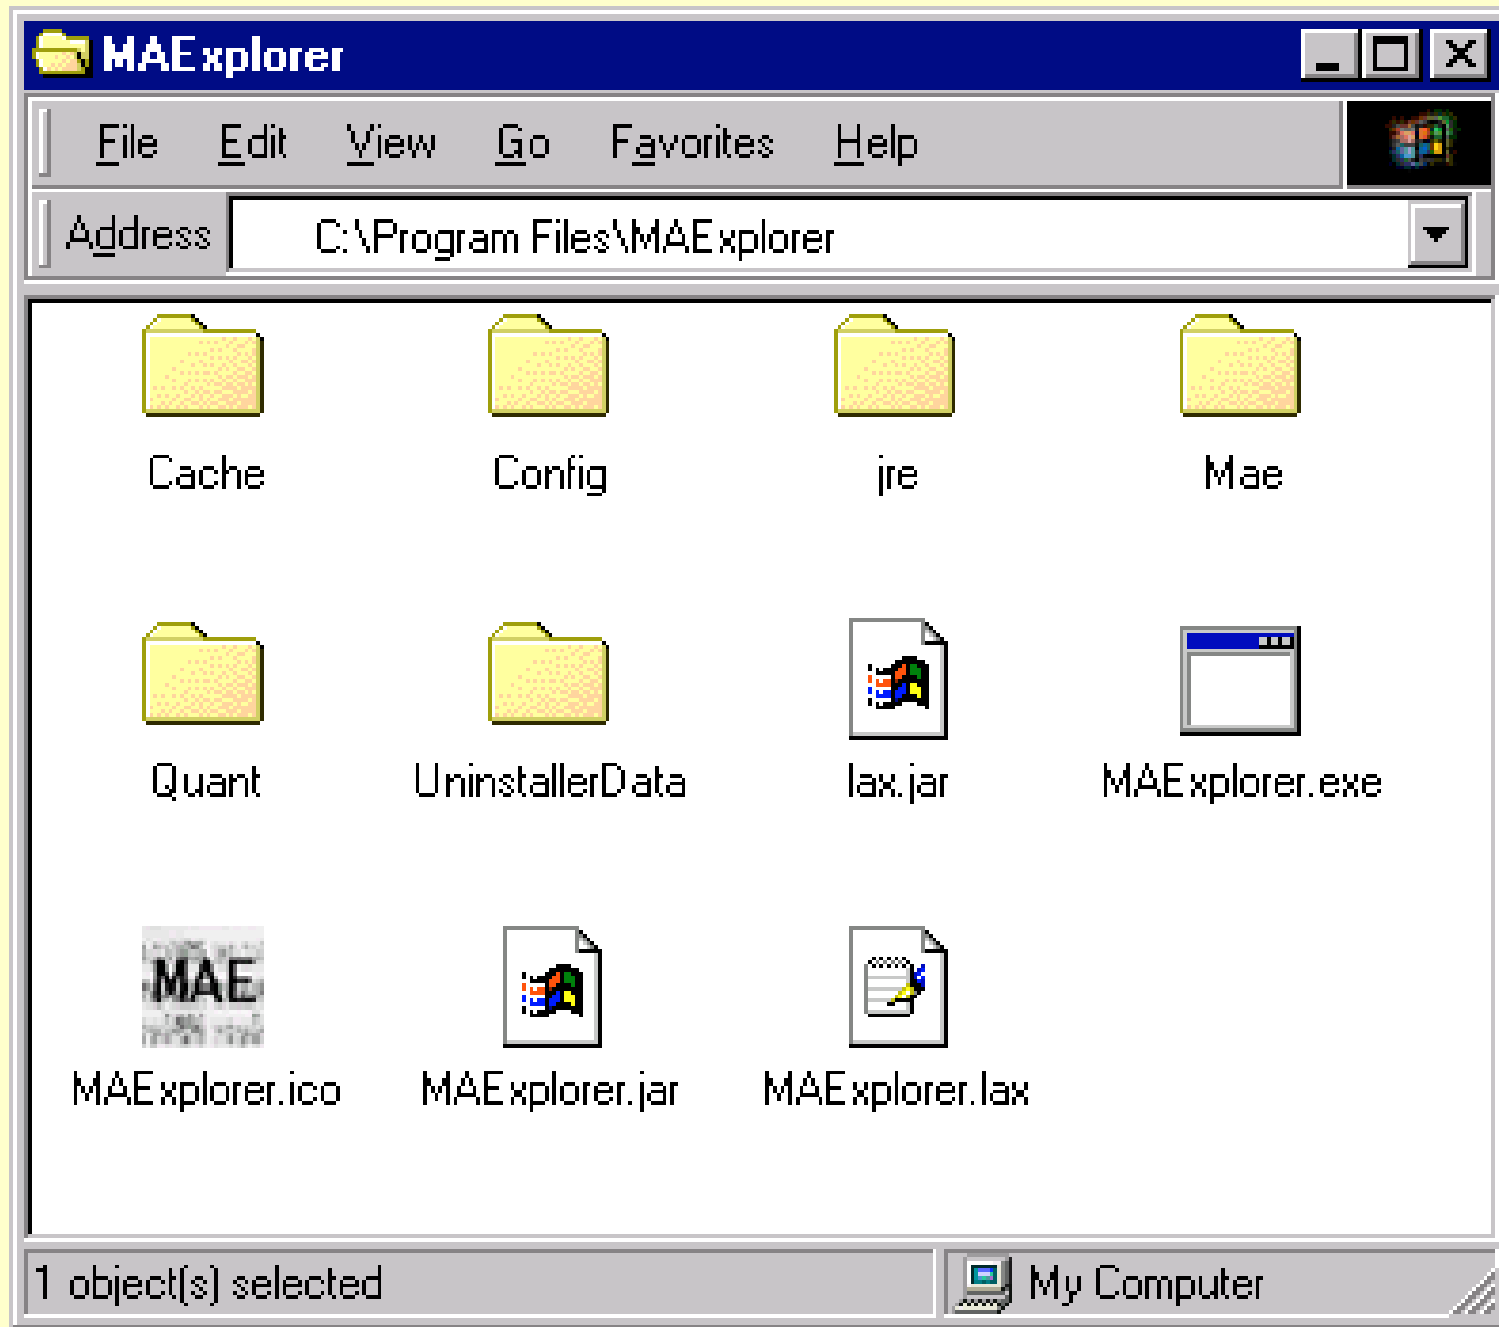 MAExplorer
File Edit View Go Favorites Help
Address C:\Program Files\MAExplorer
Cache Config jre Mae
Quant UninstallerData lax.jar MAExplorer.exe
MAE
MAExplorer.ico MAExplorer.jar MAExplorer.lax
1 object(s) selected My Computer